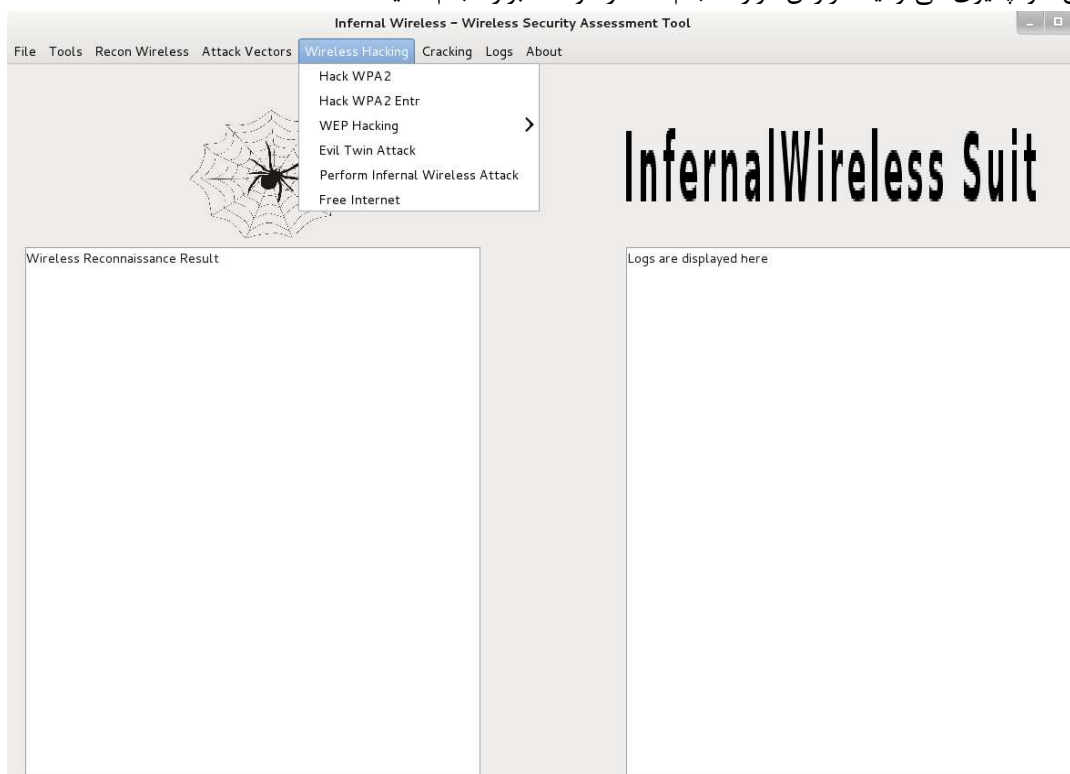 Infernal Wireless – Wireless Security Assessment Tool
File Tools Recon Wireless Attack Vectors Wireless Hacking Cracking Logs About
Hack WPA2
Hack WPA2 Entr
WEP Hacking
Evil Twin Attack
Perform Infernal Wireless Attack
Free Internet
InfernalWireless Suit
Wireless Reconnaissance Result
Logs are displayed here